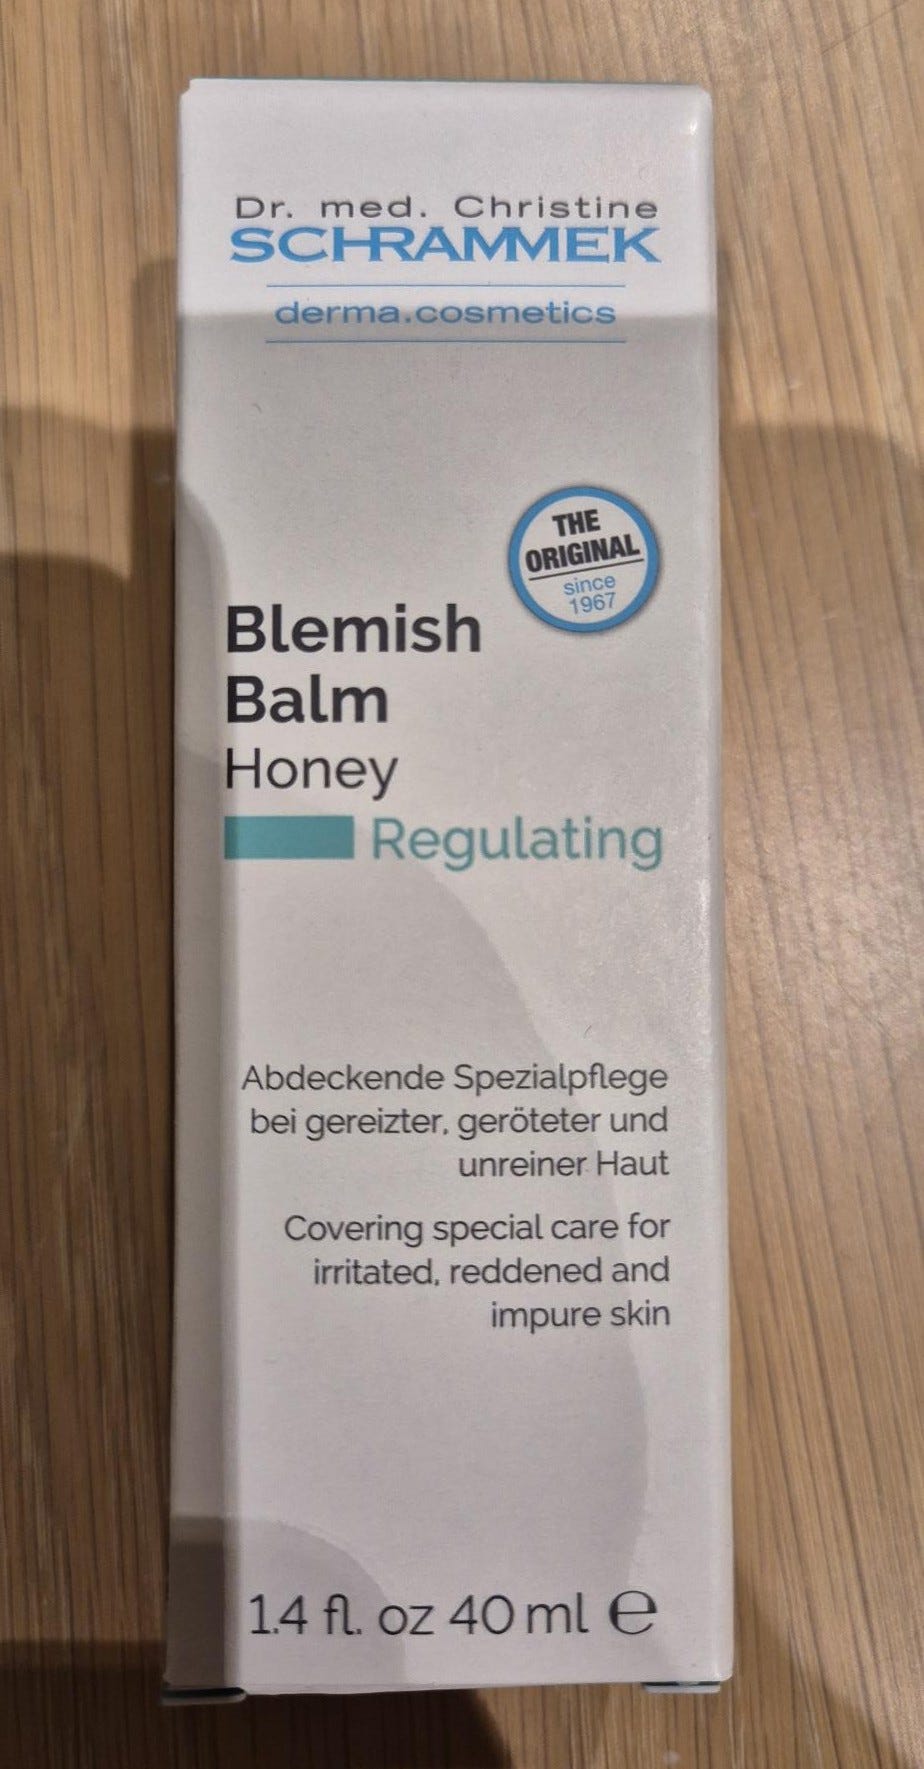 Dr. med. Christine
SCHRAMMEK
derma.cosmetics
THE
ORIGINAL
since
1967
Blemish
Balm
Honey
Regulating
Abdeckende Spezialpflege
bei gereizter, geröteter und
unreiner Haut
Covering special care for
irritated, reddened and
impure skin
1.4 fl. oz 40 ml ℮